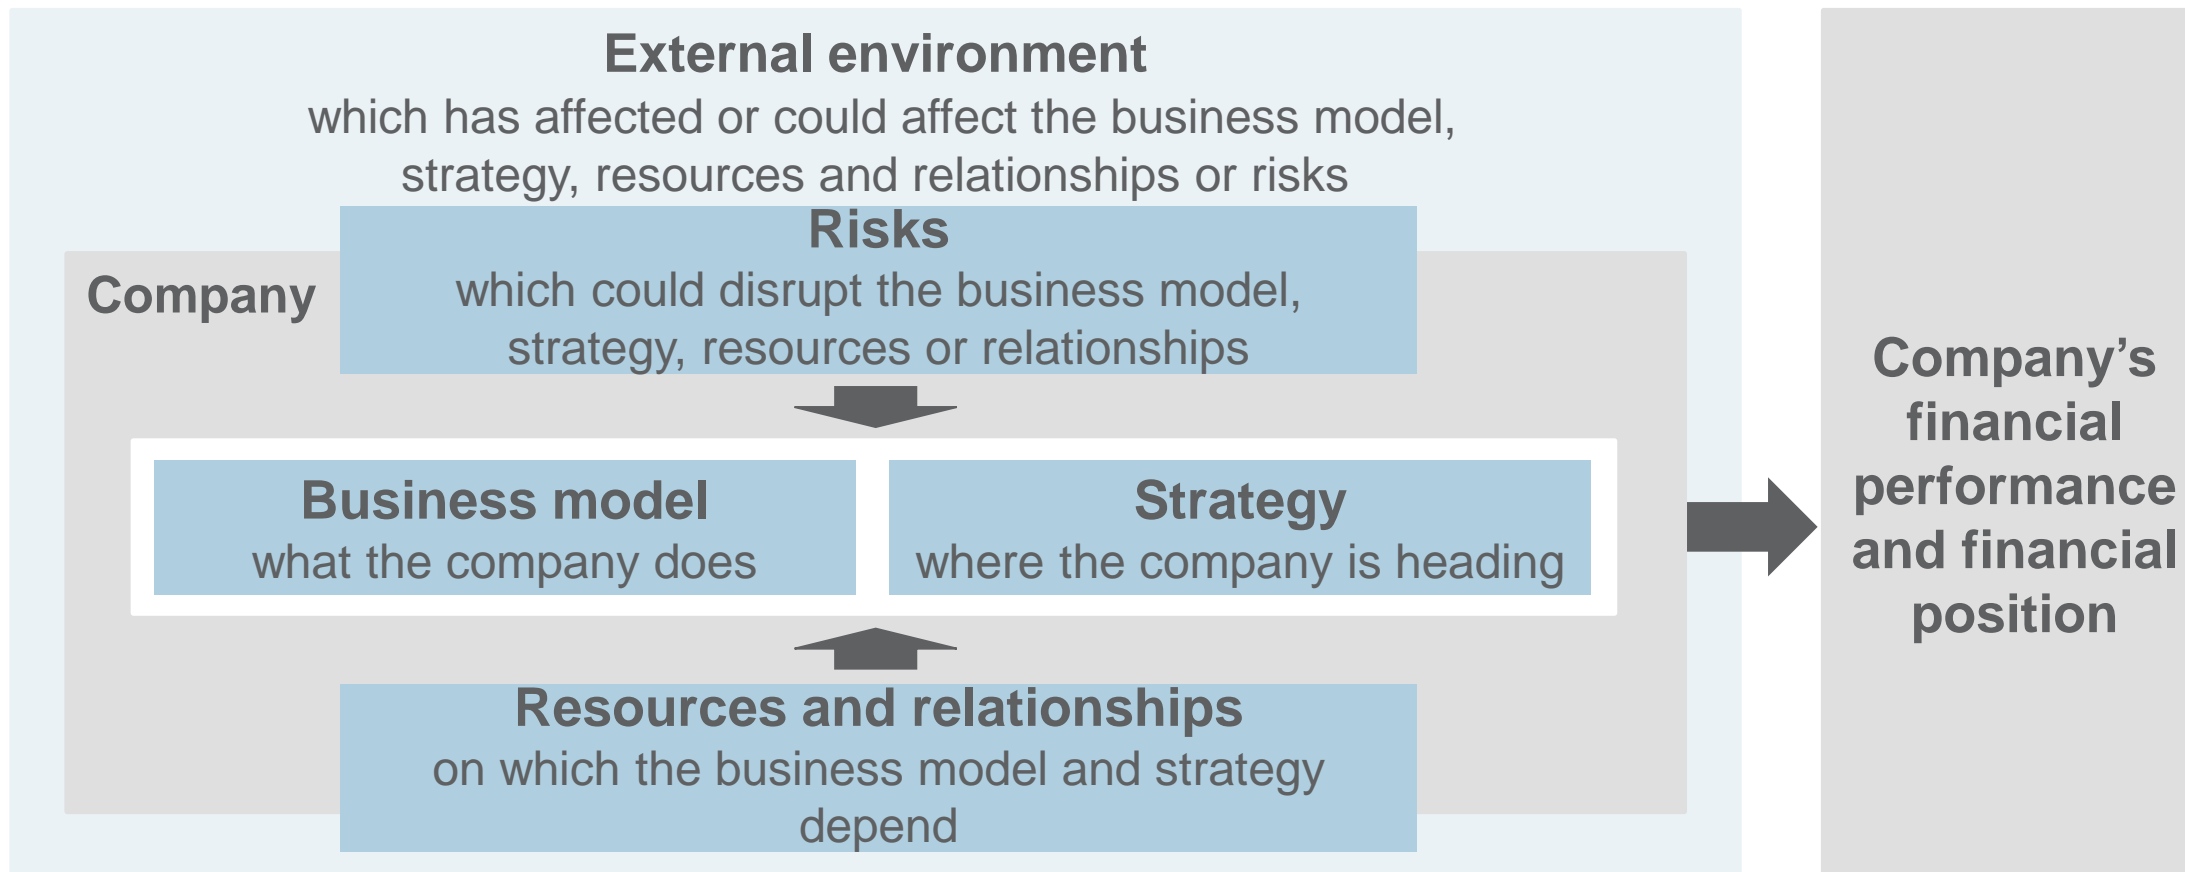 External environment
which has affected or could affect the business model,
strategy, resources and relationships or risks
Risks
which could disrupt the business model,
strategy, resources or relationships
Company
Business model
what the company does
Strategy
where the company is heading
Resources and relationships
on which the business model and strategy
depend
Company’s
financial
performance
and financial
position